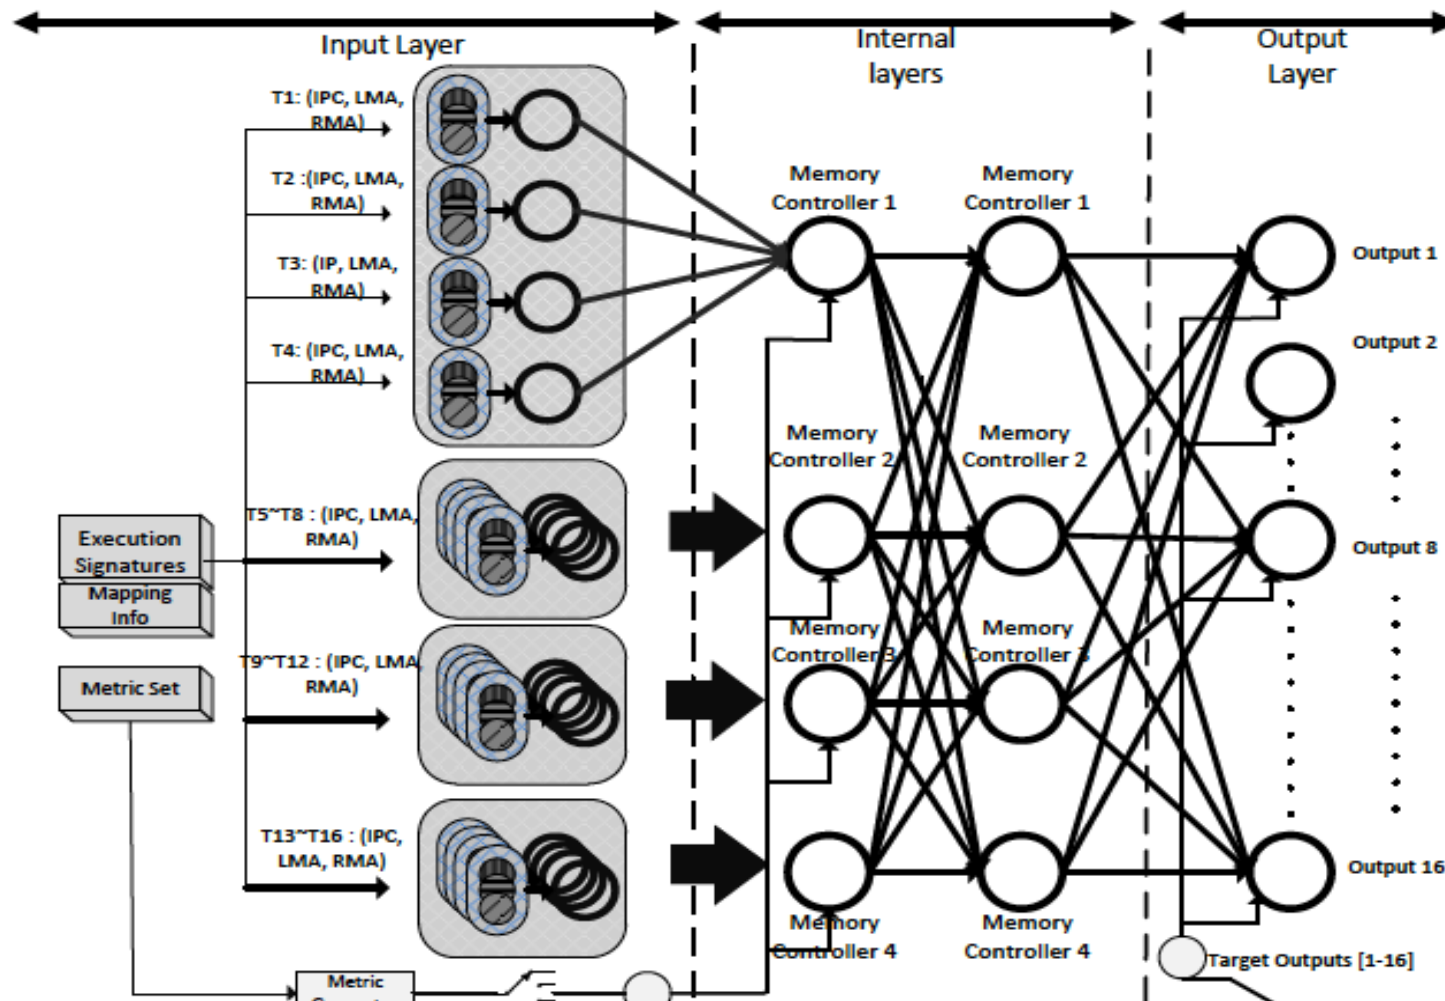 Input Layer
Internal
layers
Output
Layer
T1: (IPC, LMA,
RMA)
T2 :(IPC, LMA,
RMA)
T3: (IP, LMA,
RMA)
T4: (IPC, LMA,
RMA)
T5~T8 : (IPC, LMA,
RMA)
T9~T12 : (IPC, LMA,
RMA)
T13~T16 : (IPC,
LMA, RMA)
Execution
Signatures
Mapping
Info
Metric Set
Metric
Memory
Controller 1
Memory
Controller 1
Memory
Controller 2
Memory
Controller 2
Memory
Controller 3
Memory
Controller 3
Memory
Controller 4
Memory
Controller 4
Output 1
Output 2
Output 8
Output 16
Target Outputs [1-16]